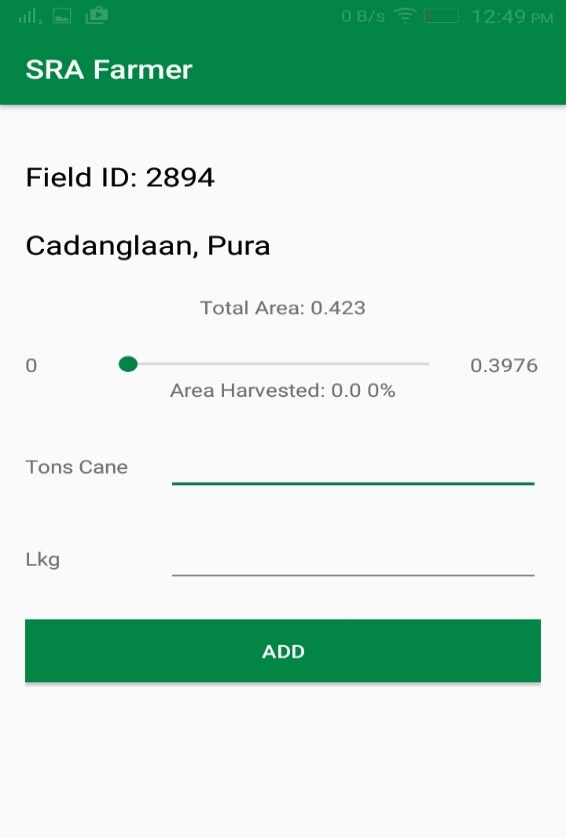 0 B/s 12:49 PM
SRA Farmer
Field ID: 2894
Cadanglaan, Pura
Total Area: 0.423
0 0.3976
Area Harvested: 0.0 0%
Tons Cane
Lkg
ADD